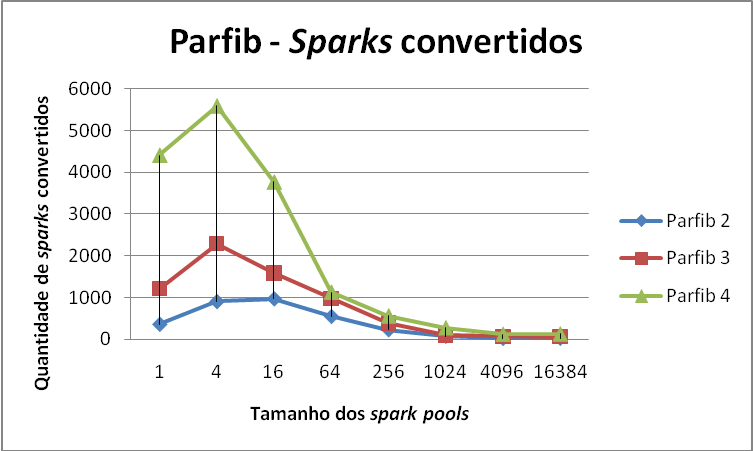 Parfib - Sparks convertidos
Quantidade de sparks convertidos
6000
5000
4000
3000
2000
1000
0
1 4 16 64 256 1024 4096 16384
Tamanho dos spark pools
Parfib 2
Parfib 3
Parfib 4